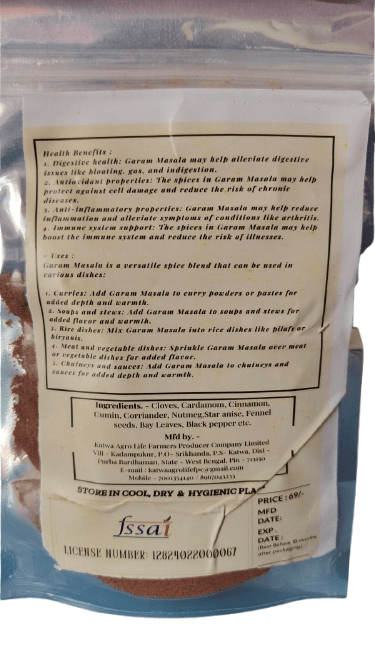 Health Benefits :
1. Digestive health: Garam Masala may help alleviate digestive
issues like bloating, gas, and indigestion.
2. Antioxidant properties: The spices in Garam Masala may help
protect against cell damage and reduce the risk of chronic
diseases.
3. Anti-inflammatory properties: Garam Masala may help reduce
inflammation and alleviate symptoms of conditions like arthritis.
4. Immune system support: The spices in Garam Masala may help
boost the immune system and reduce the risk of illnesses.
- Uses :
Garam Masala is a versatile spice blend that can be used in
various dishes:
1. Curries: Add Garam Masala to curry powders or pastes for
added depth and warmth.
2. Soups and stews: Add Garam Masala to soups and stews for
added flavor and warmth.
3. Rice dishes: Mix Garam Masala into rice dishes like pilafs or
biryanis.
4. Meat and vegetable dishes: Sprinkle Garam Masala over meat
or vegetable dishes for added flavor.
5. Chutneys and sauces: Add Garam Masala to chutneys and
sauces for added depth and warmth.
Ingredients. - Cloves, Cardamom, Cinnamon,
Cumin, Corriander, Nutmeg,Star anise, Fennel
seeds, Bay Leaves, Black pepper etc.
Mfd by. -
Katwa Agro Life Farmers Producer Company Limited
Vill - Kadampukur, P.O- Srikhanda, P.S- Katwa, Dist -
Purba Bardhaman, State - West Bengal, Pin -
E-mail : katwaagrolifefpc@gmail.com
Mobile -
STORE IN COOL, DRY & HYGIENIC PLA
PRICE : 69/-
MFD
DATE:
EXP.
DATE :
(Best Before 10 months
after packaging)
fssai
LICENSE NUMBER: 12824022000067